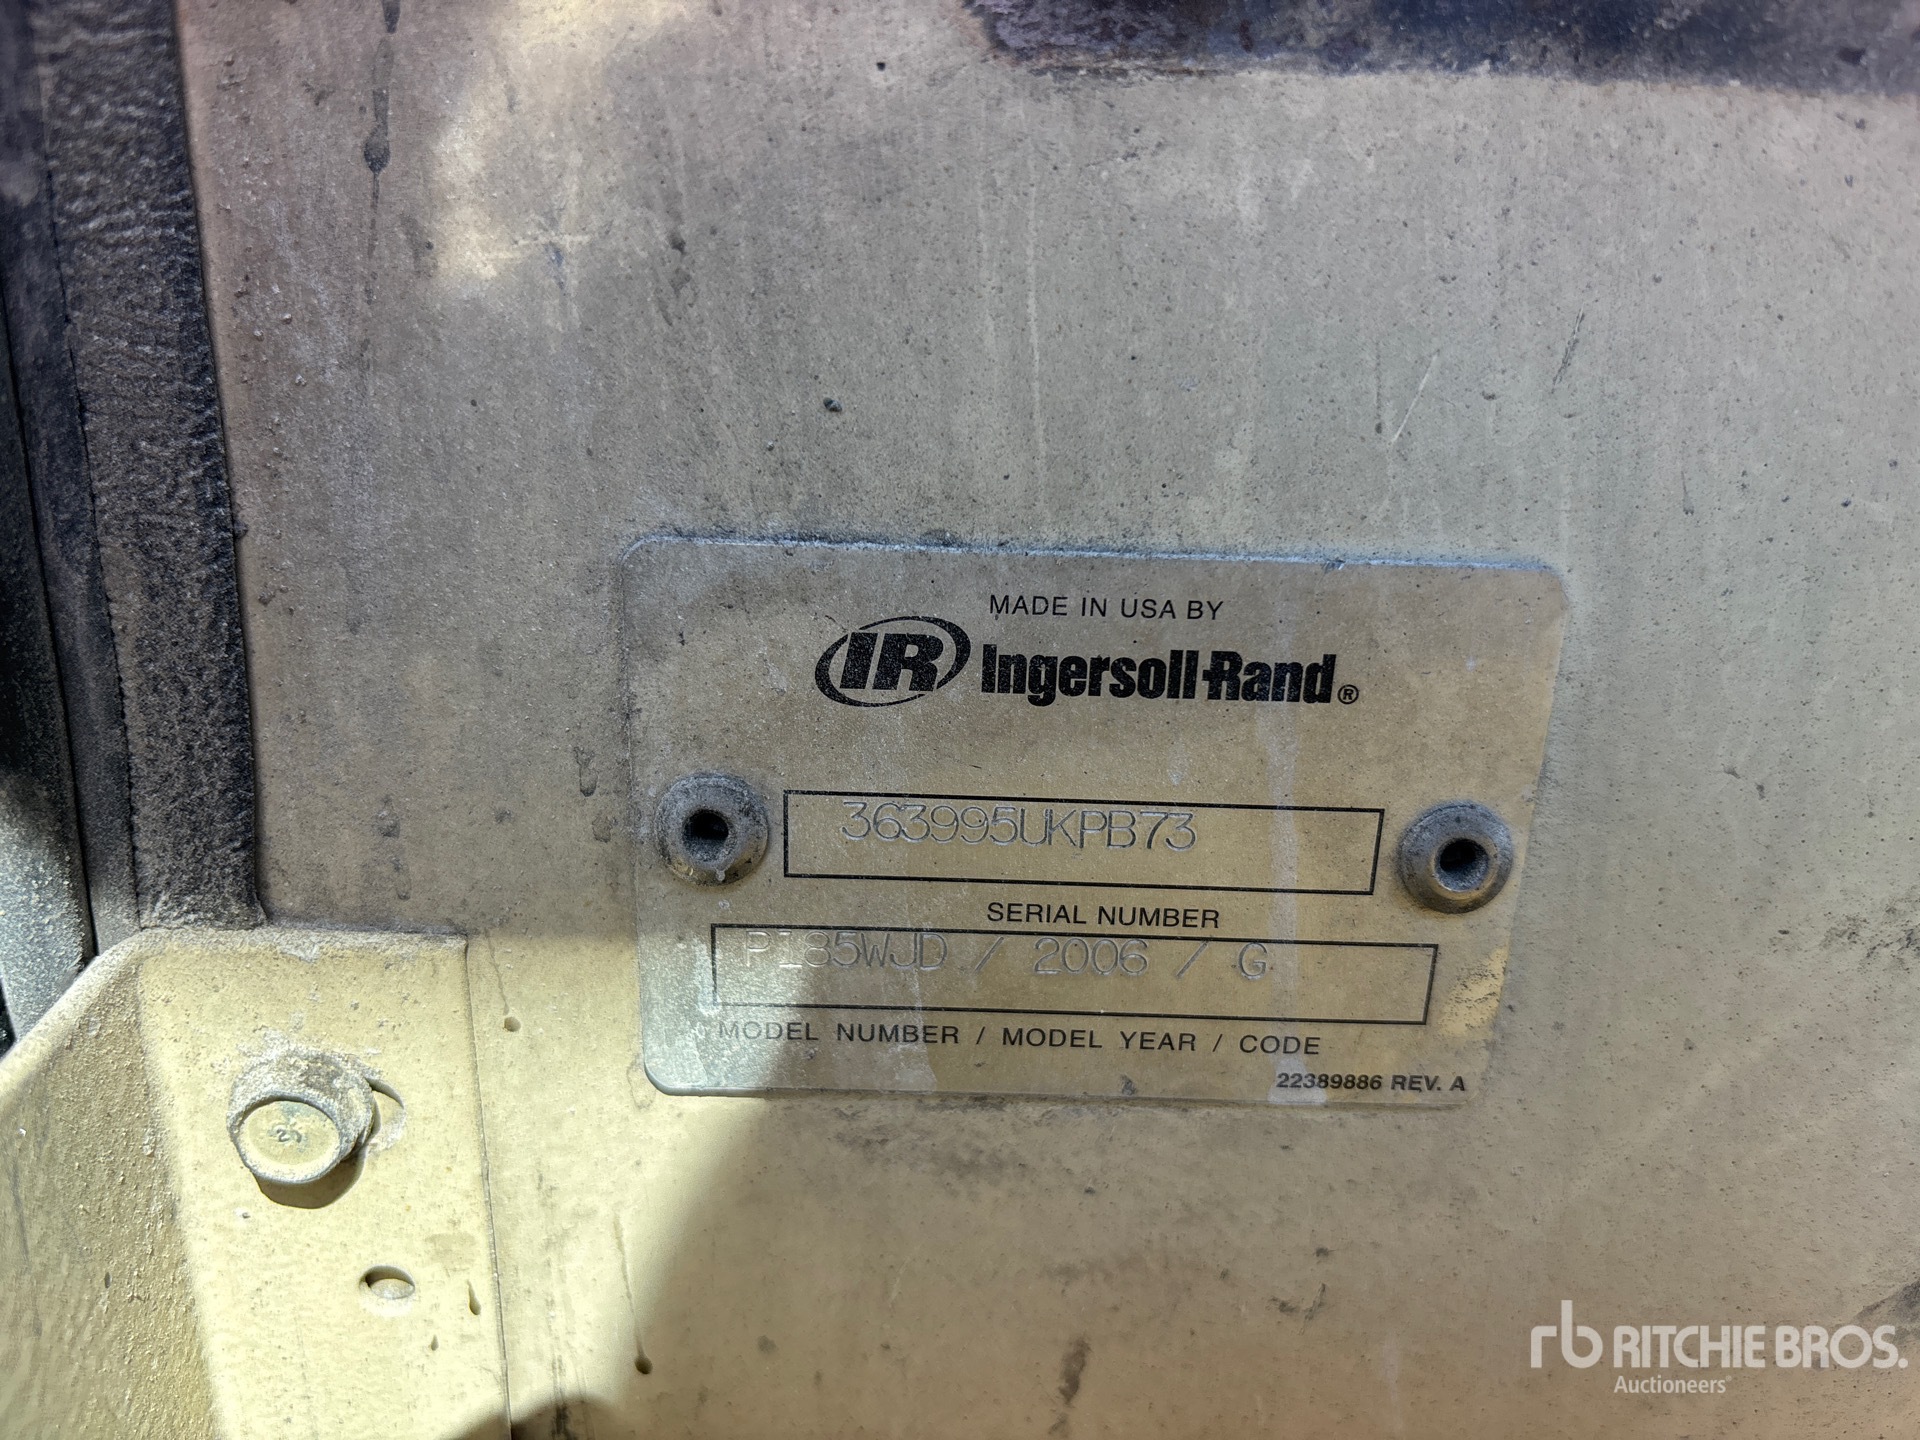 MADE IN USA BY
IR Ingersoll-Rand®
363995UKPB73
SERIAL NUMBER
P185WJD / 2006 / G
MODEL NUMBER / MODEL YEAR / CODE
22389886 REV. A
rb RITCHIE BROS.
Auctioneers